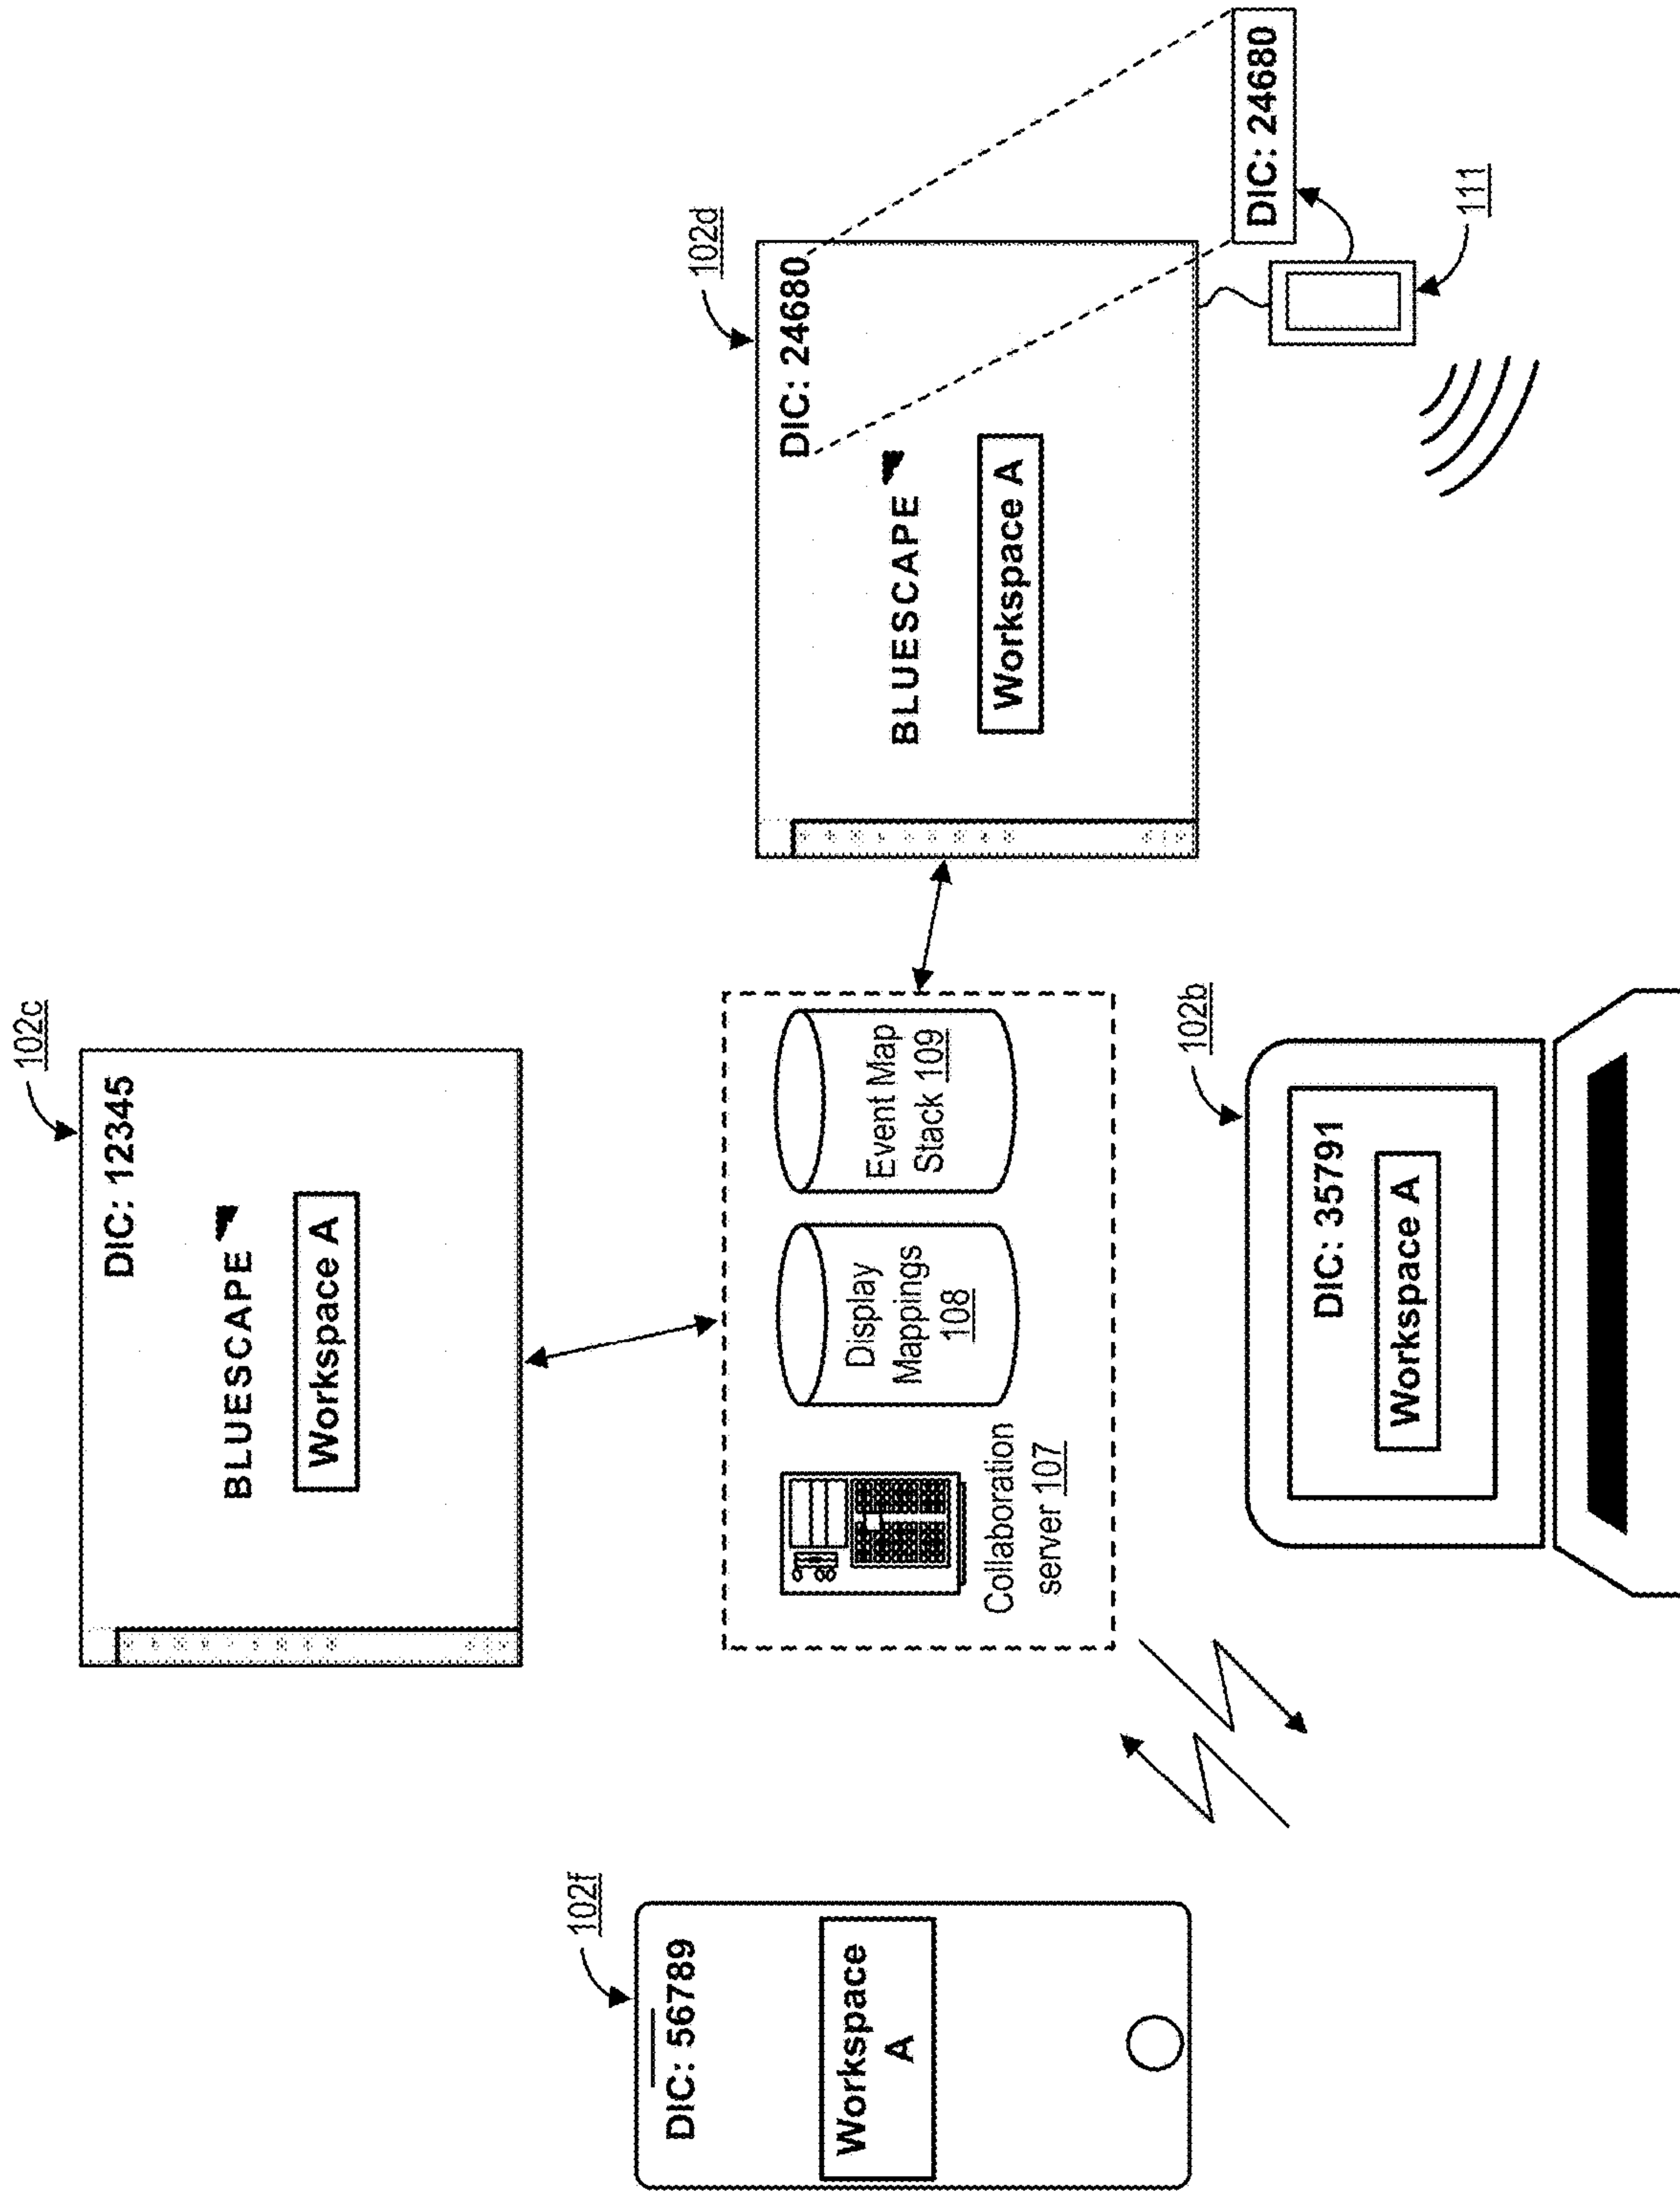 102c
DIC: 12345
BLUESCAPE
Workspace A
102f
DIC: 56789
Workspace
A
Collaboration
server 107
Display
Mappings
108
Event Map
Stack 109
102d
DIC: 24680
BLUESCAPE
Workspace A
DIC: 24680
111
102b
DIC: 35791
Workspace A